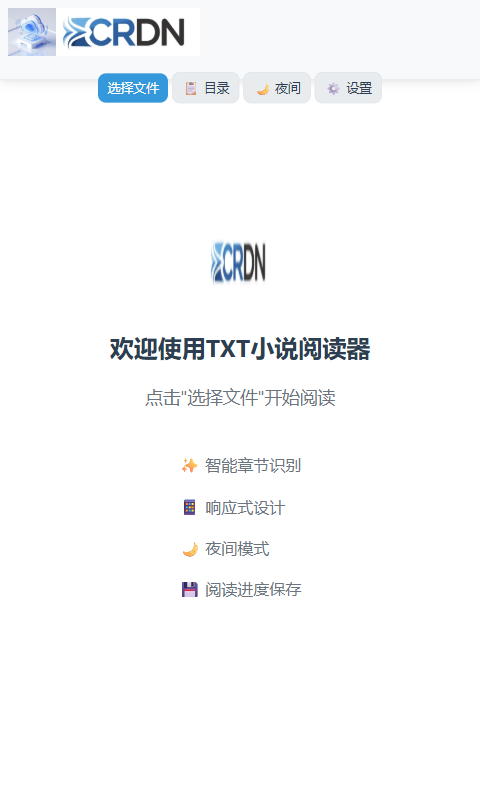 CRDN
选择文件
目录
夜间
设置
CRDN
欢迎使用TXT小说阅读器
点击"选择文件"开始阅读
智能章节识别
响应式设计
夜间模式
阅读进度保存